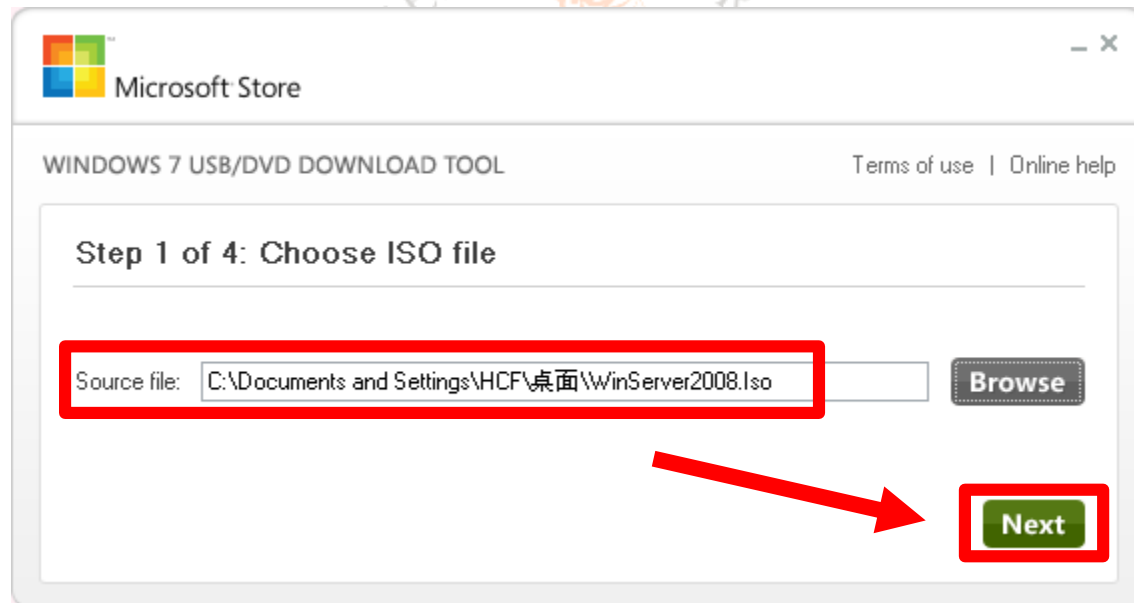 Microsoft Store
WINDOWS 7 USB/DVD DOWNLOAD TOOL
Terms of use | Online help
Step 1 of 4: Choose ISO file
Source file: C:\Documents and Settings\HCF\桌面\WinServer2008.Iso
Browse
Next